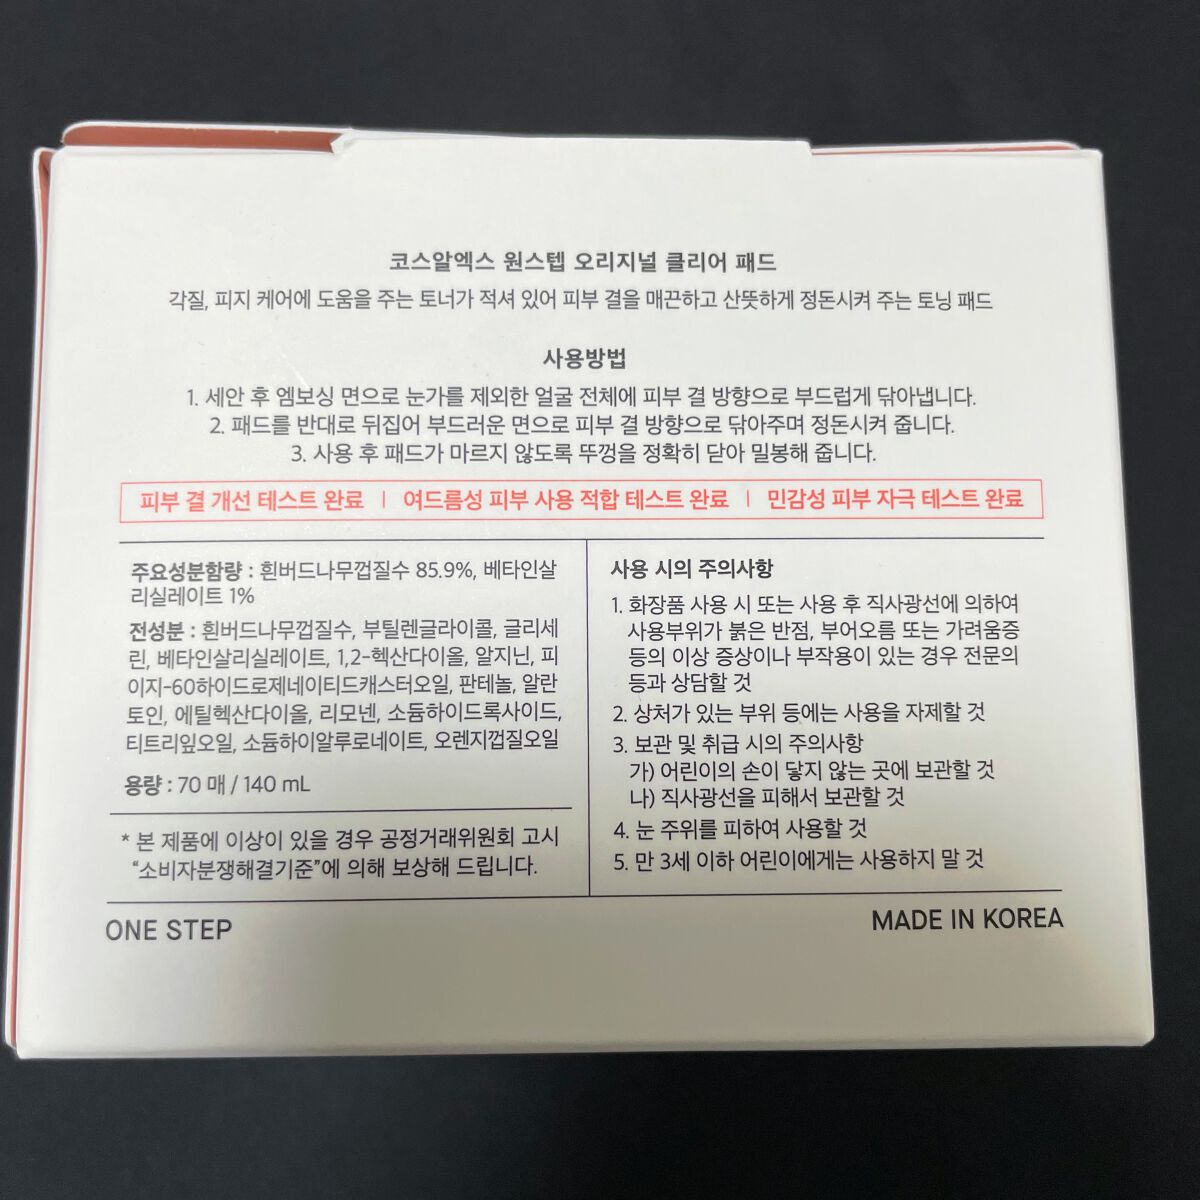 코스알엑스 원스텝 오리지널 클리어 패드
각질, 피지 케어에 도움을 주는 토너가 적셔 있어 피부 결을 매끈하고 산뜻하게 정돈시켜 주는 토닝 패드
사용방법
1. 세안 후 엠보싱 면으로 눈가를 제외한 얼굴 전체에 피부 결 방향으로 부드럽게 닦아냅니다.
2. 패드를 반대로 뒤집어 부드러운 면으로 피부 결 방향으로 닦아주며 정돈시켜 줍니다.
3. 사용 후 패드가 마르지 않도록 뚜껑을 정확히 닫아 밀봉해 줍니다.
피부 결 개선 테스트 완료 | 여드름성 피부 사용 적합 테스트 완료 | 민감성 피부 자극 테스트 완료
주요성분함량 : 흰버드나무껍질수 85.9%, 베타인살
리실레이트 1%
전성분 : 흰버드나무껍질수, 부틸렌글라이콜, 글리세
린, 베타인살리실레이트, 1,2-헥산다이올, 알지닌, 피
이지-60하이드로제네이티드캐스터오일, 판테놀, 알란
토인, 에틸헥산다이올, 리모넨, 소듐하이드록사이드,
티트리잎오일, 소듐하이알루로네이트, 오렌지껍질오일
용량 : 70 매 / 140 mL
* 본 제품에 이상이 있을 경우 공정거래위원회 고시
“소비자분쟁해결기준”에 의해 보상해 드립니다.
사용 시의 주의사항
1. 화장품 사용 시 또는 사용 후 직사광선에 의하여
사용부위가 붉은 반점, 부어오름 또는 가려움증
등의 이상 증상이나 부작용이 있는 경우 전문의
등과 상담할 것
2. 상처가 있는 부위 등에는 사용을 자제할 것
3. 보관 및 취급 시의 주의사항
가) 어린이의 손이 닿지 않는 곳에 보관할 것
나) 직사광선을 피해서 보관할 것
4. 눈 주위를 피하여 사용할 것
5. 만 3세 이하 어린이에게는 사용하지 말 것
ONE STEP
MADE IN KOREA